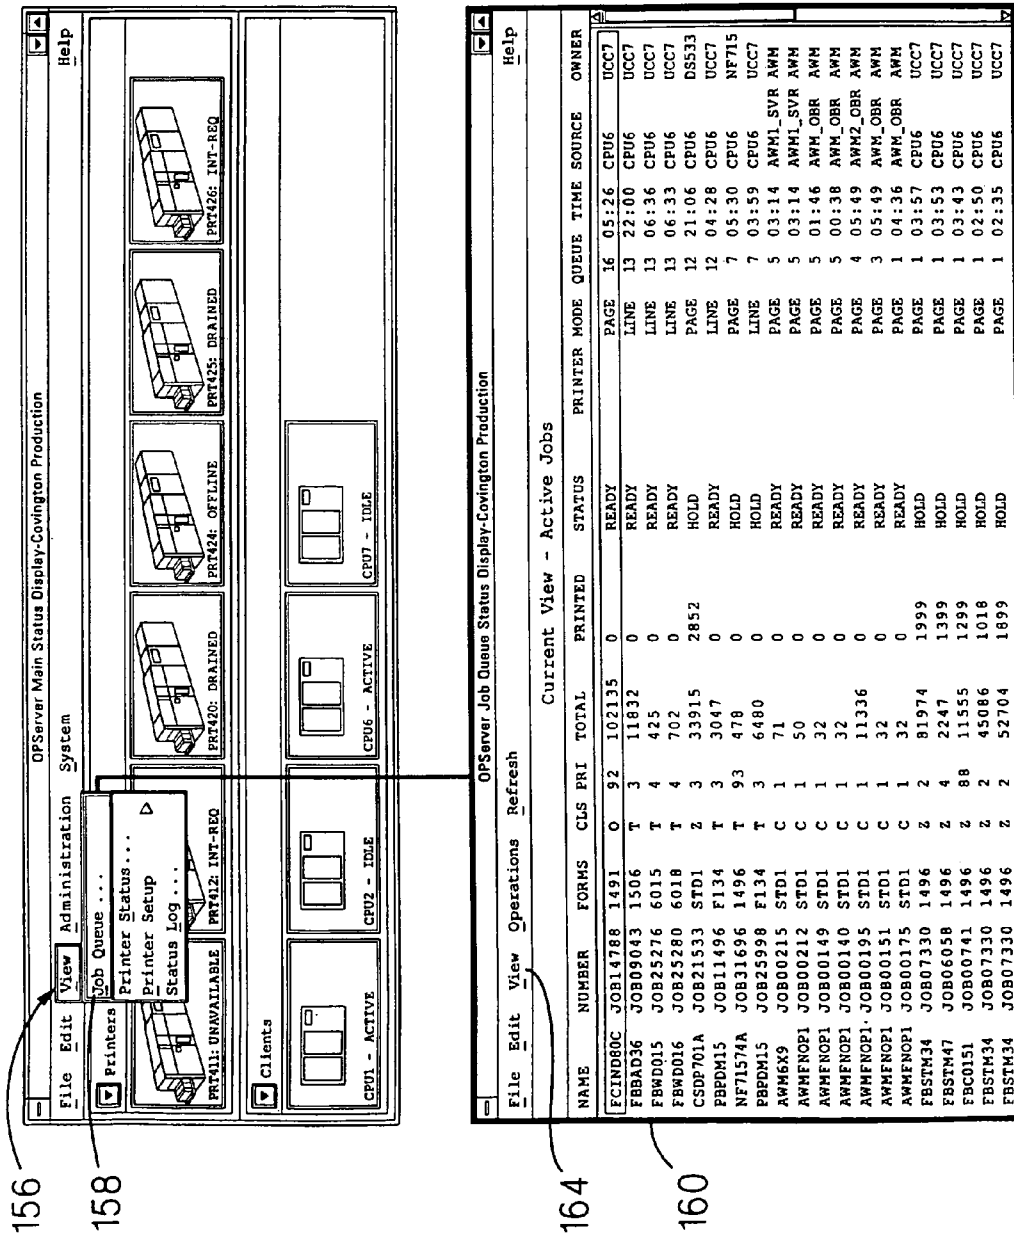 156
158
OPServer Main Status Display-Covington Production
File Edit View Administration System Help
Job Queue ...
Printer Status...
Printer Setup
Status Log ...
Printers
PRT411: UNAVAILABLE PRT412: INT-REQ PRT420: DRAINED PRT424: OFFLINE PRT425: DRAINED PRT426: INT-REQ
Clients
CPU1 - ACTIVE CPU2 - IDLE CPU6 - ACTIVE CPU7 - IDLE
164
160
OPServer Job Queue Status Display-Covington Production
File Edit View Operations Refresh Help
Current View - Active Jobs
NAME NUMBER FORMS CLS PRI TOTAL PRINTED STATUS PRINTER MODE QUEUE TIME SOURCE OWNER
FCIND80C JOB14788 1491 O 92 102135 0 READY PAGE 16 05:26 CPU6 UCC7
FBBAD36 JOB09043 1506 T 3 11832 0 READY LINE 13 22:00 CPU6 UCC7
FBWD015 JOB25276 6015 T 4 425 0 READY LINE 13 06:36 CPU6 UCC7
FBWD016 JOB25280 6018 T 4 702 0 READY LINE 13 06:33 CPU6 UCC7
CSDP701A JOB21533 STD1 Z 3 33915 2852 HOLD PAGE 12 21:06 CPU6 DS533
PBPDM15 JOB11496 F134 T 3 3047 0 READY LINE 12 04:28 CPU6 UCC7
NF71574A JOB31696 1496 T 93 478 0 HOLD PAGE 7 05:30 CPU6 NF715
PBPDM15 JOB25998 F134 T 3 6480 0 HOLD LINE 7 03:59 CPU6 UCC7
AWM6X9 JOB00215 STD1 C 1 71 0 READY PAGE 5 03:14 AWM1_SVR AWM
AWMFNOP1 JOB00042 STD1 C 1 50 0 READY PAGE 5 03:14 AWM1_SVR AWM
AWMFNOP1 JOB00149 STD1 C 1 32 0 READY PAGE 5 01:46 AWM_OBR AWM
AWMFNOP1 JOB00140 STD1 C 1 32 0 READY PAGE 5 00:38 AWM_OBR AWM
AWMFNOP1 JOB00195 STD1 C 1 11336 0 READY PAGE 4 05:49 AWM2_OBR AWM
AWMFNOP1 JOB00151 STD1 C 1 32 0 READY PAGE 3 05:49 AWM_OBR AWM
AWMFNOP1 JOB00175 STD1 C 1 32 0 READY PAGE 1 04:36 AWM_OBR AWM
FBSTM34 JOB07330 1496 Z 2 81974 1999 HOLD PAGE 1 03:57 CPU6 UCC7
FBSTM47 JOB06058 1496 Z 4 2247 1399 HOLD PAGE 1 03:53 CPU6 UCC7
FBC0151 JOB00741 1496 Z 88 11555 1299 HOLD PAGE 1 03:43 CPU6 UCC7
FBSTM34 JOB07330 1496 Z 2 45086 1018 HOLD PAGE 1 02:50 CPU6 UCC7
FBSTM34 JOB07330 1496 Z 2 52704 1899 HOLD PAGE 1 02:35 CPU6 UCC7